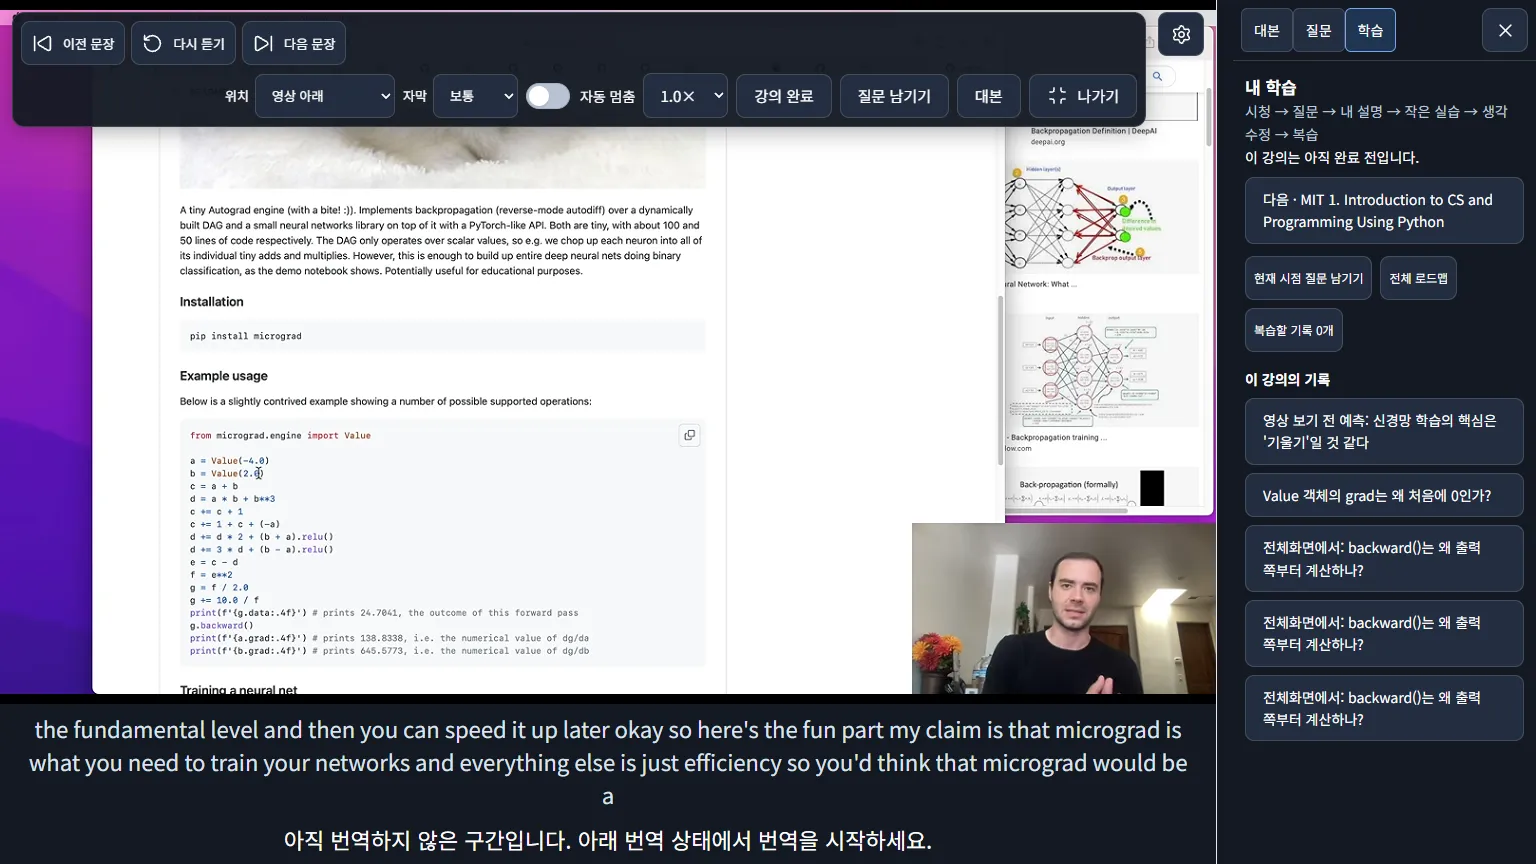 이전 문장
다시 듣기
다음 문장
위치
영상 아래
자막
보통
자동 멈춤
1.0×
강의 완료
질문 남기기
대본
나가기
A tiny Autograd engine (with a bite! :)). Implements backpropagation (reverse-mode autodiff) over a dynamically
built DAG and a small neural networks library on top of it with a PyTorch-like API. Both are tiny, with about 100 and
50 lines of code respectively. The DAG only operates over scalar values, so e.g. we chop up each neuron into all of
its individual tiny adds and multiplies. However, this is enough to build up entire deep neural nets doing binary
classification, as the demo notebook shows. Potentially useful for educational purposes.
Installation
pip install micrograd
Example usage
Below is a slightly contrived example showing a number of possible supported operations:
from micrograd.engine import Value
a = Value(-4.0)
b = Value(2.0)
c = a + b
d = a * b + b**3
c += c + 1
c += 1 + c + (-a)
d += d * 2 + (b + a).relu()
d += 3 * d + (b - a).relu()
e = c - d
f = e**2
g = f / 2.0
g += 10.0 / f
print(f'{g.data:.4f}') # prints 24.7041, the outcome of this forward pass
g.backward()
print(f'{a.grad:.4f}') # prints 138.8338, i.e. the numerical value of dg/da
print(f'{b.grad:.4f}') # prints 645.5773, i.e. the numerical value of dg/db
Training a neural net
Backpropagation Definition | DeepAI
deepai.org
Hidden layer(s)
Output layer
Difference in
desired values
Backprop output layer
ral Network: What ...
- Backpropagation training ...
low.com
Back-propagation (formally)
the fundamental level and then you can speed it up later okay so here's the fun part my claim is that micrograd is
what you need to train your networks and everything else is just efficiency so you'd think that micrograd would be
a
아직 번역하지 않은 구간입니다. 아래 번역 상태에서 번역을 시작하세요.
대본
질문
학습
내 학습
시청 → 질문 → 내 설명 → 작은 실습 → 생각
수정 → 복습
이 강의는 아직 완료 전입니다.
다음 · MIT 1. Introduction to CS and
Programming Using Python
현재 시점 질문 남기기
전체 로드맵
복습할 기록 0개
이 강의의 기록
영상 보기 전 예측: 신경망 학습의 핵심은
'기울기'일 것 같다
Value 객체의 grad는 왜 처음에 0인가?
전체화면에서: backward()는 왜 출력
쪽부터 계산하나?
전체화면에서: backward()는 왜 출력
쪽부터 계산하나?
전체화면에서: backward()는 왜 출력
쪽부터 계산하나?